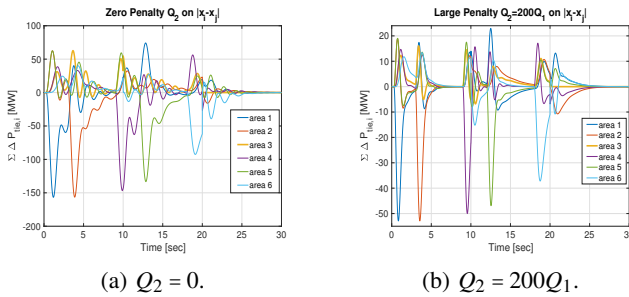 Zero Penalty Q2 on |xi-xj|
100
50
0
-50
-100
-150
-200
Σ Δ Ptie,i [MW]
0 5 10 15 20 25 30
Time [sec]
area 1
area 2
area 3
area 4
area 5
area 6
(a) Q2 = 0.
Large Penalty Q2=200Q1 on |xi-xj|
20
10
0
-10
-20
-30
-40
-50
Σ Δ Ptie,i [MW]
0 5 10 15 20 25 30
Time [sec]
area 1
area 2
area 3
area 4
area 5
area 6
(b) Q2 = 200Q1.